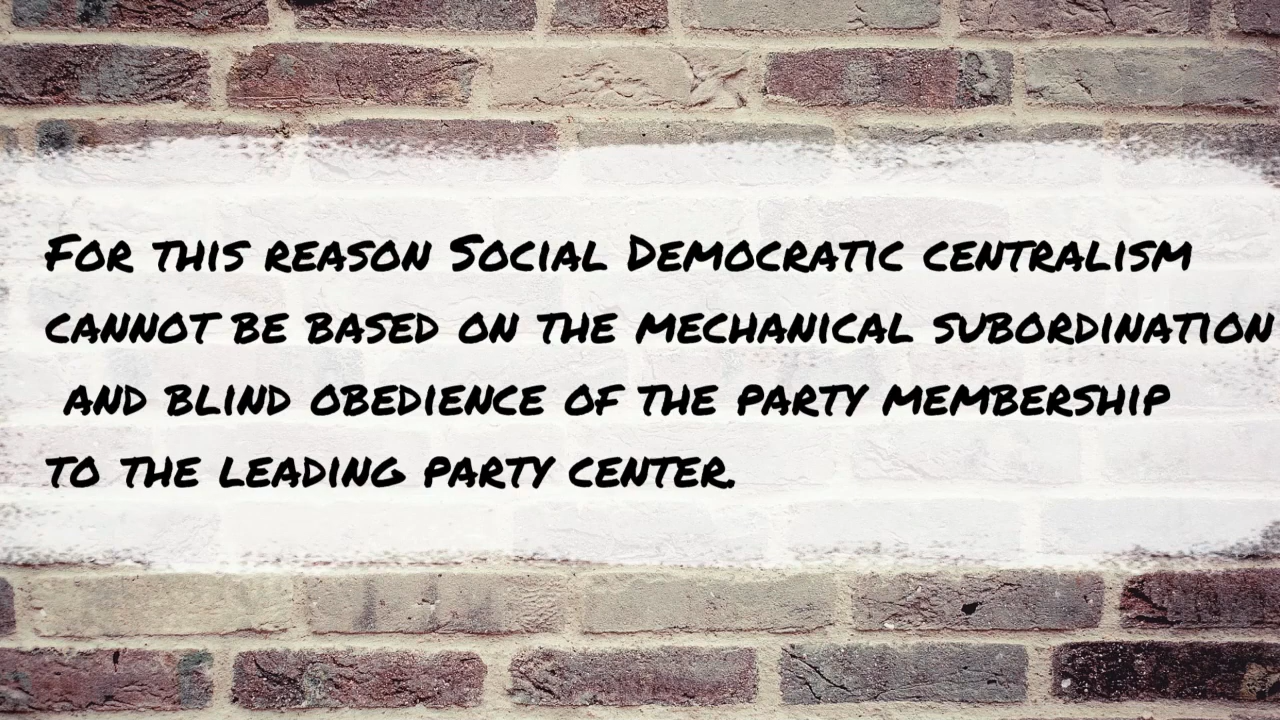 For this reason Social Democratic centralism
cannot be based on the mechanical subordination
and blind obedience of the party membership
to the leading party center.